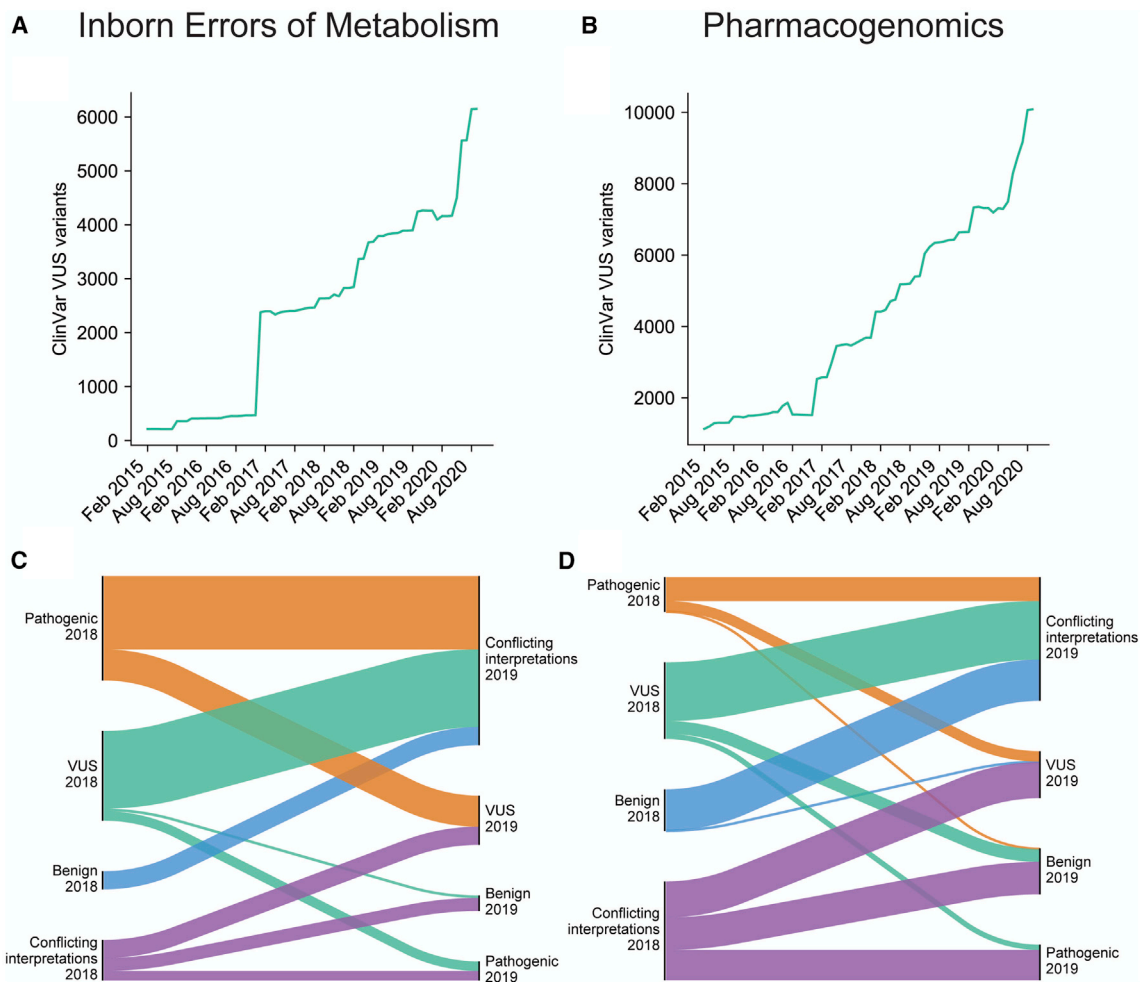 A
Inborn Errors of Metabolism
ClinVar VUS variants
6000
5000
4000
3000
2000
1000
0
Feb 2015
Aug 2015
Feb 2016
Aug 2016
Feb 2017
Aug 2017
Feb 2018
Aug 2018
Feb 2019
Aug 2019
Feb 2020
Aug 2020
B
Pharmacogenomics
ClinVar VUS variants
10000
8000
6000
4000
2000
Feb 2015
Aug 2015
Feb 2016
Aug 2016
Feb 2017
Aug 2017
Feb 2018
Aug 2018
Feb 2019
Aug 2019
Feb 2020
Aug 2020
C
Pathogenic
2018
VUS
2018
Benign
2018
Conflicting
interpretations
2018
Conflicting
interpretations
2019
VUS
2019
Benign
2019
Pathogenic
2019
D
Pathogenic
2018
VUS
2018
Benign
2018
Conflicting
interpretations
2018
Conflicting
interpretations
2019
VUS
2019
Benign
2019
Pathogenic
2019